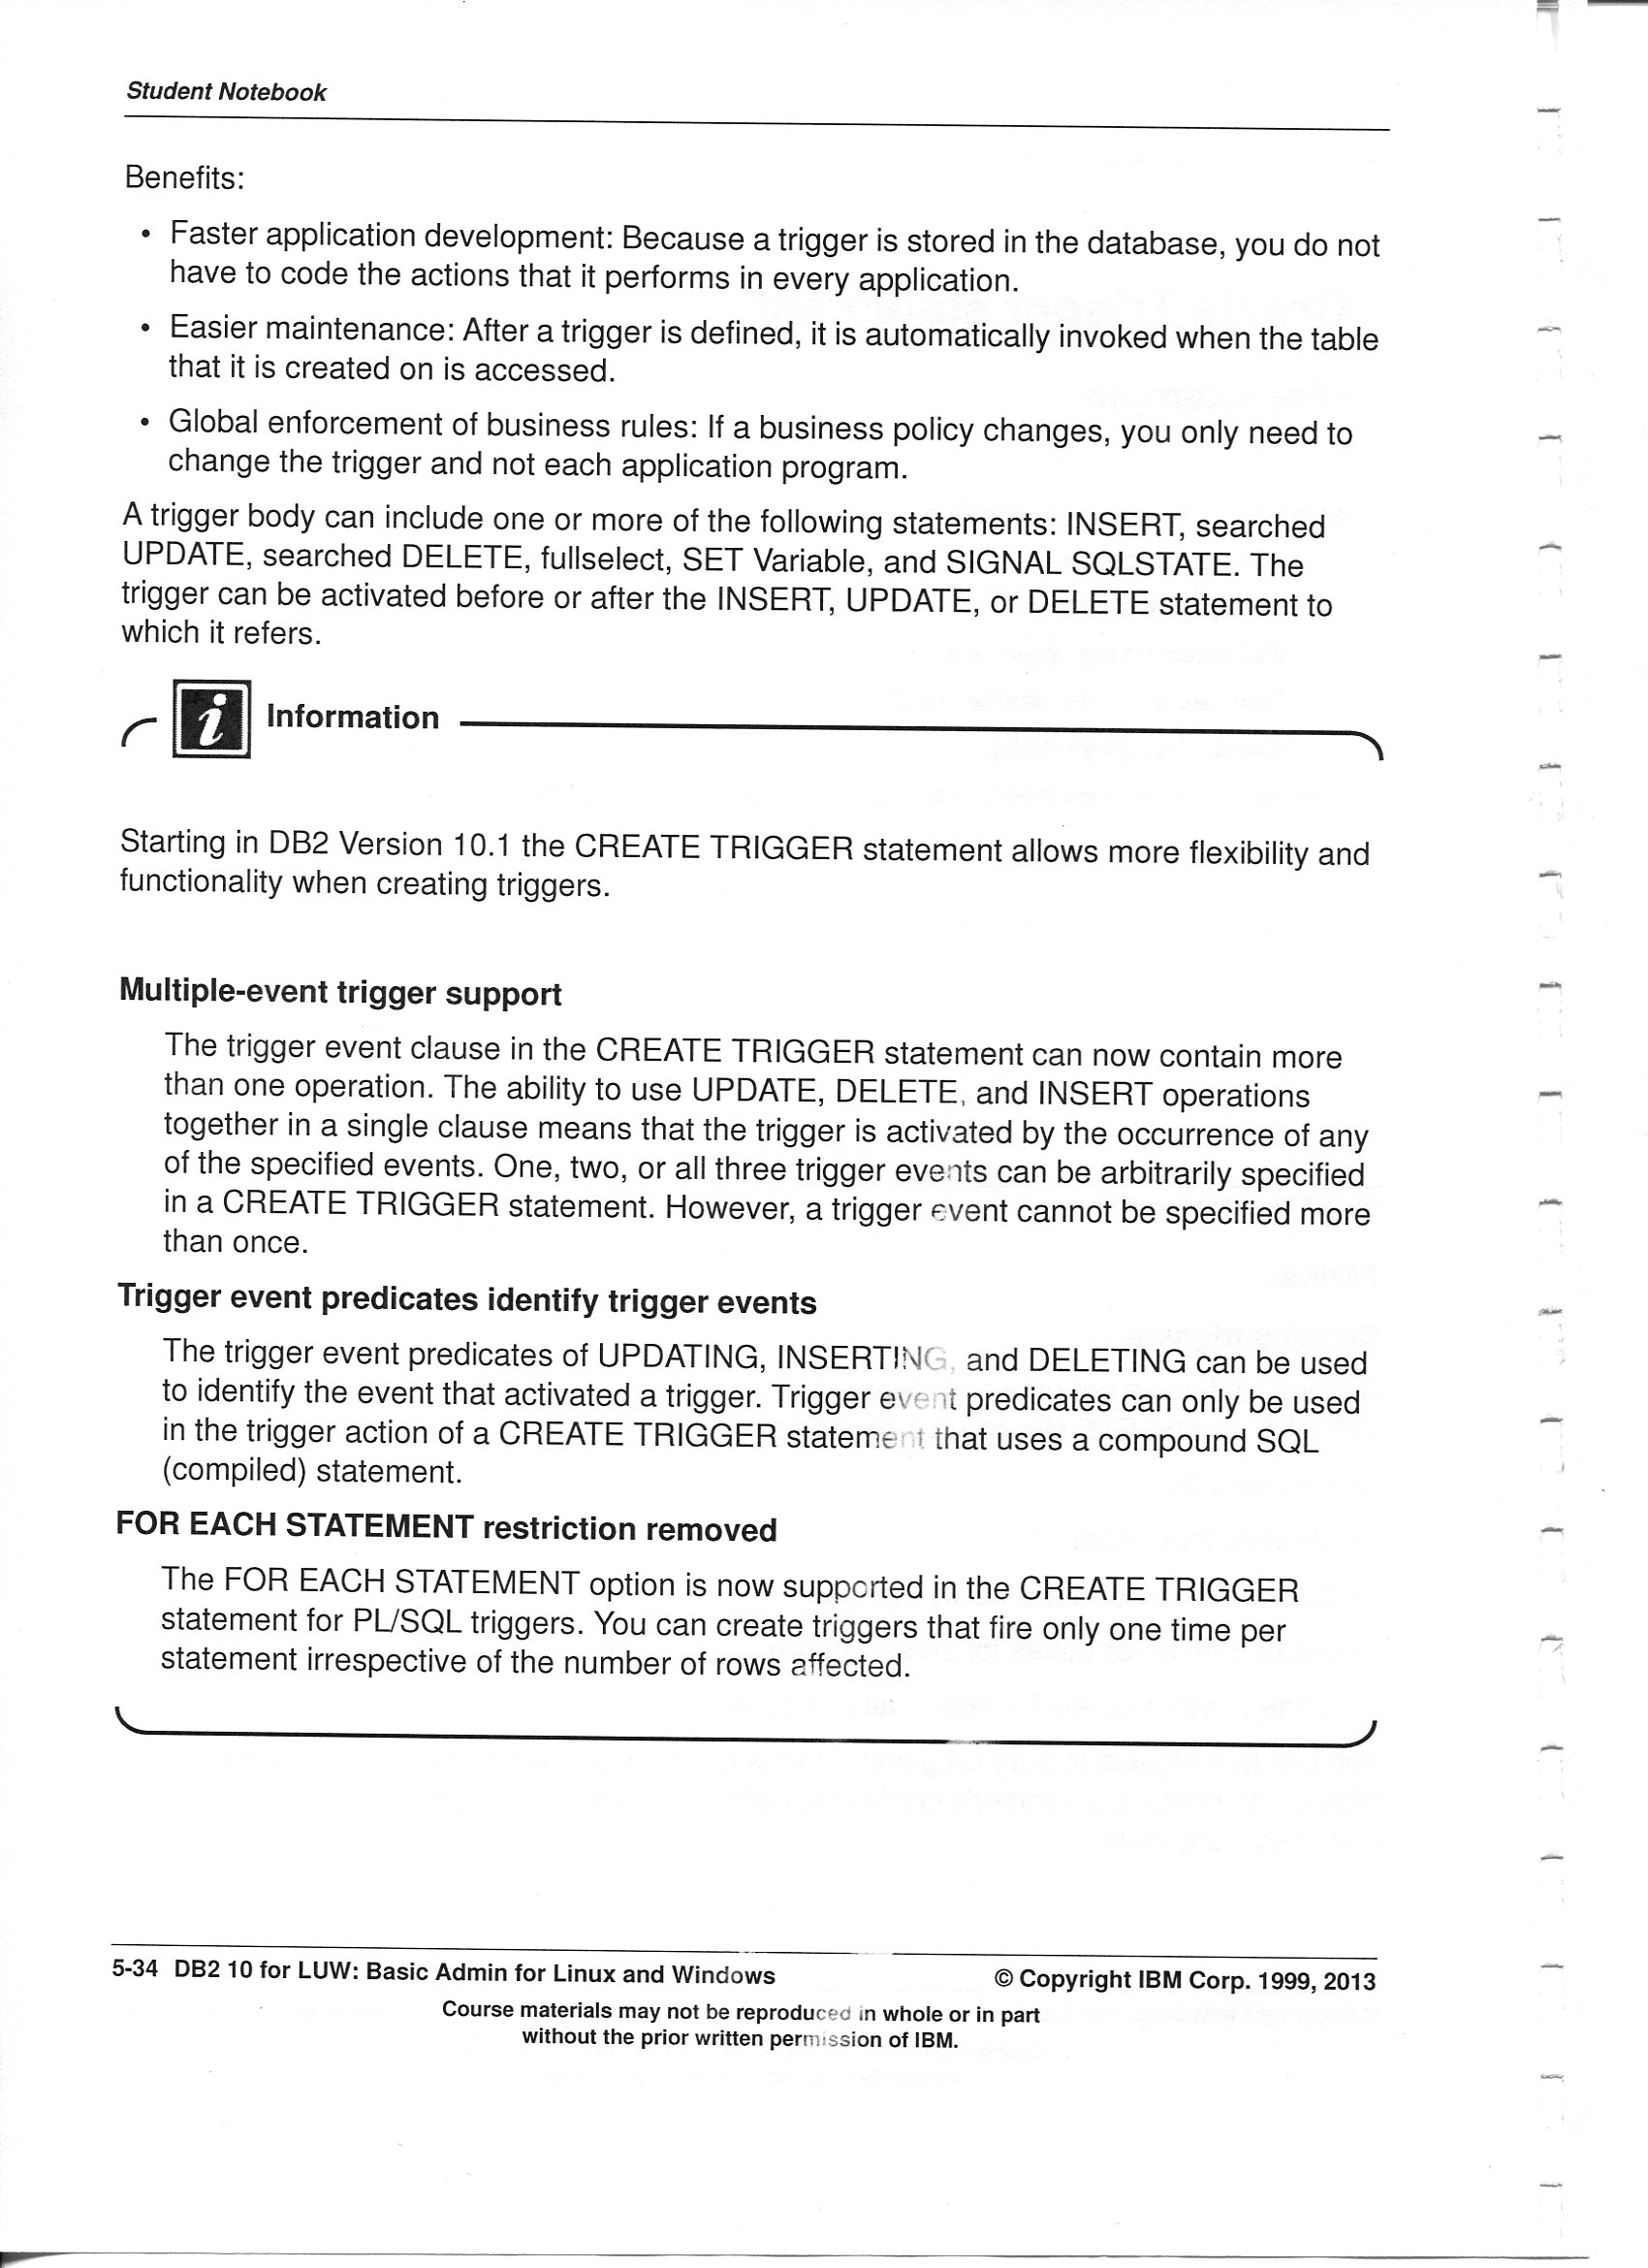 Student Notebook
Benefits:
• Faster application development: Because a trigger is stored in the database, you do not
have to code the actions that it performs in every application.
• Easier maintenance: After a trigger is defined, it is automatically invoked when the table
that it is created on is accessed.
• Global enforcement of business rules: If a business policy changes, you only need to
change the trigger and not each application program.
A trigger body can include one or more of the following statements: INSERT, searched
UPDATE, searched DELETE, fullselect, SET Variable, and SIGNAL SQLSTATE. The
trigger can be activated before or after the INSERT, UPDATE, or DELETE statement to
which it refers.
i Information
Starting in DB2 Version 10.1 the CREATE TRIGGER statement allows more flexibility and
functionality when creating triggers.
Multiple-event trigger support
The trigger event clause in the CREATE TRIGGER statement can now contain more
than one operation. The ability to use UPDATE, DELETE, and INSERT operations
together in a single clause means that the trigger is activated by the occurrence of any
of the specified events. One, two, or all three trigger events can be arbitrarily specified
in a CREATE TRIGGER statement. However, a trigger event cannot be specified more
than once.
Trigger event predicates identify trigger events
The trigger event predicates of UPDATING, INSERTING, and DELETING can be used
to identify the event that activated a trigger. Trigger event predicates can only be used
in the trigger action of a CREATE TRIGGER statement that uses a compound SQL
(compiled) statement.
FOR EACH STATEMENT restriction removed
The FOR EACH STATEMENT option is now supported in the CREATE TRIGGER
statement for PL/SQL triggers. You can create triggers that fire only one time per
statement irrespective of the number of rows affected.
5-34 DB2 10 for LUW: Basic Admin for Linux and Windows © Copyright IBM Corp. 1999, 2013
Course materials may not be reproduced in whole or in part
without the prior written permission of IBM.